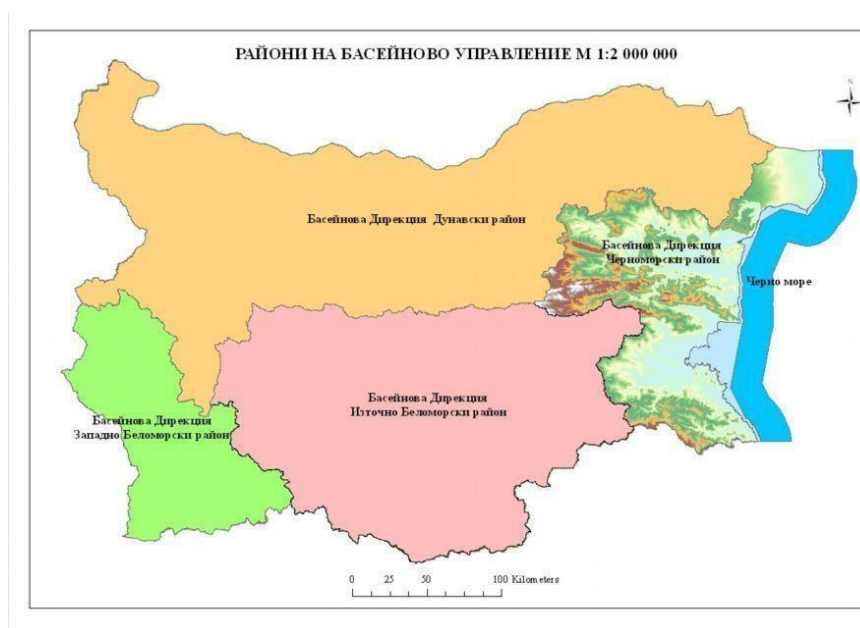 РАЙОНИ НА БАСЕЙНОВО УПРАВЛЕНИЕ М 1:2 000 000
N
Басейнова Дирекция Дунавски район
Басейнова Дирекция
Черноморски район
Черно море
Басейнова Дирекция
Източно Беломорски район
Басейнова Дирекция
Западно Беломорски район
0 25 50 100 Kilometers